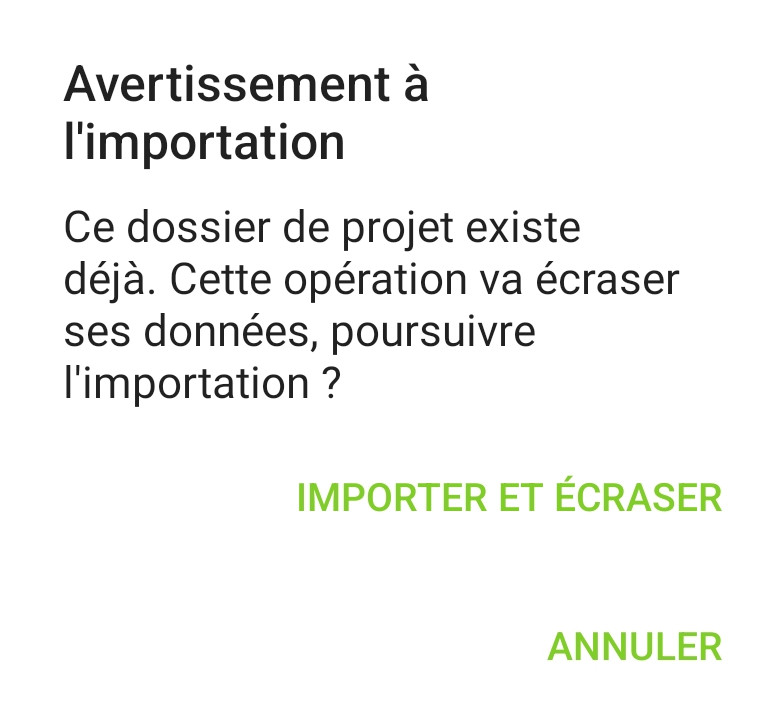 Avertissement à
l'importation
Ce dossier de projet existe
déjà. Cette opération va écraser
ses données, poursuivre
l'importation ?
IMPORTER ET ÉCRASER
ANNULER